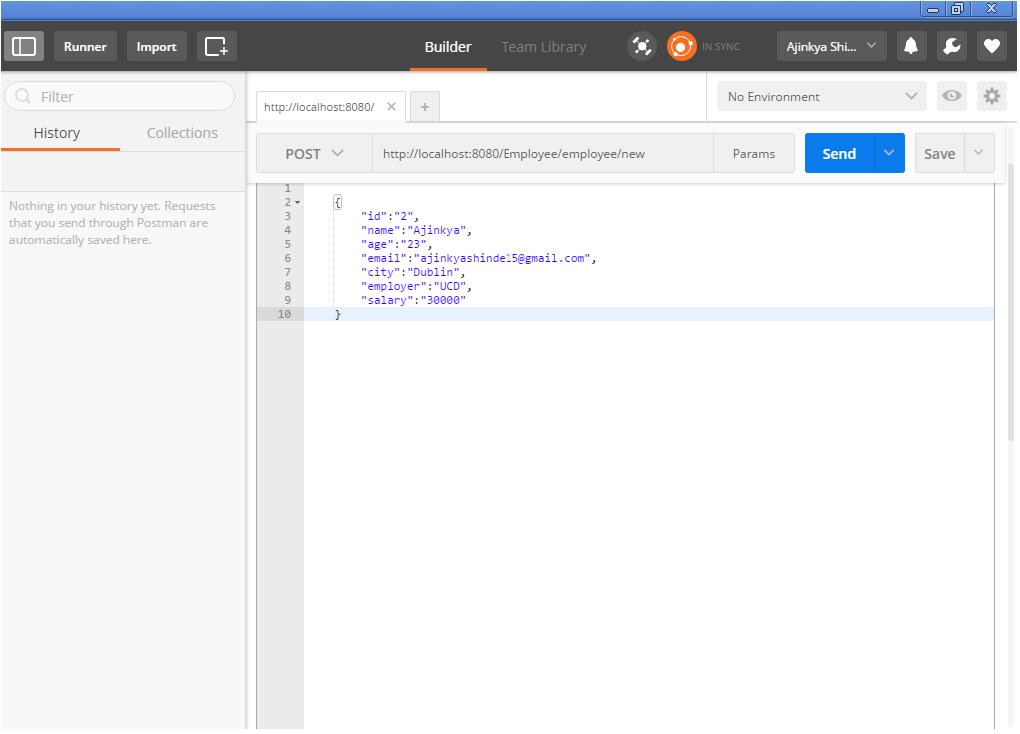 Runner
Import
Builder
Team Library
IN SYNC
Ajinkya Shi...
Filter
History
Collections
Nothing in your history yet. Requests
that you send through Postman are
automatically saved here.
http://localhost:8080/
No Environment
POST
http://localhost:8080/Employee/employee/new
Params
Send
Save
1
2 {
3 "id":"2",
4 "name":"Ajinkya",
5 "age":"23",
6 "email":"ajinkyashinde15@gmail.com",
7 "city":"Dublin",
8 "employer":"UCD",
9 "salary":"30000"
10 }